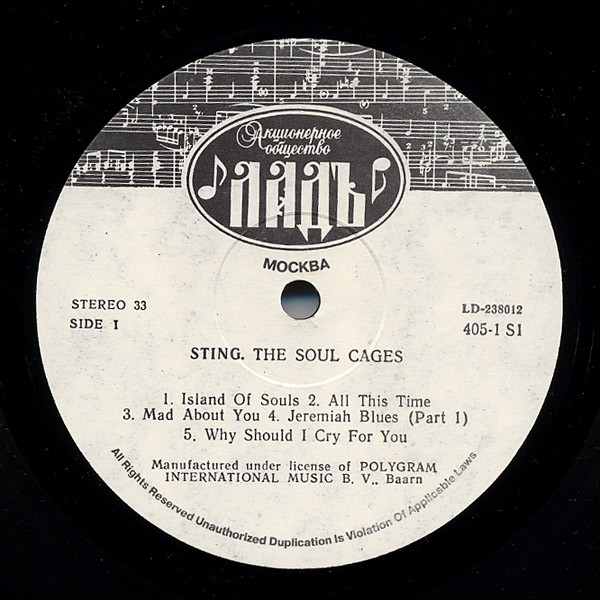 Акционерное
общество
ЛАДЪ
МОСКВА
STEREO 33
SIDE I
LD-238012
405-1 S1
STING. THE SOUL CAGES
1. Island Of Souls 2. All This Time
3. Mad About You 4. Jeremiah Blues (Part 1)
5. Why Should I Cry For You
Manufactured under license of POLYGRAM
INTERNATIONAL MUSIC B. V.. Baarn
All Rights Reserved Unauthorized Duplication Is Violation Of Applicable Laws